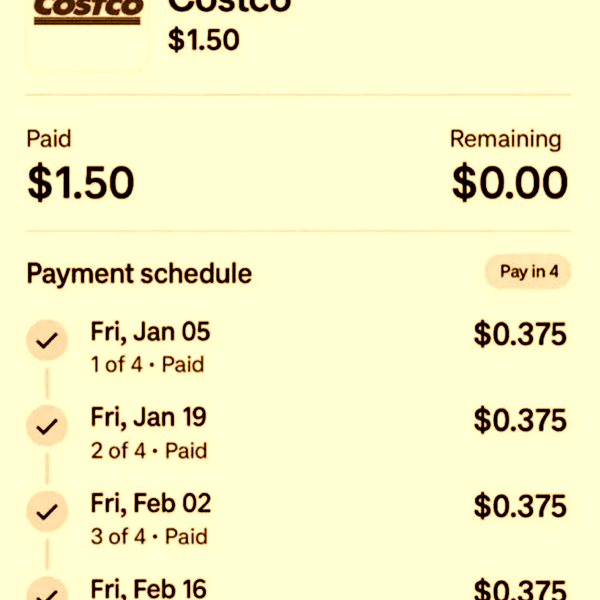 COSTCO
Costco
$1.50
Paid
Remaining
$1.50
$0.00
Payment schedule
Pay in 4
Fri, Jan 05
$0.375
1 of 4 • Paid
Fri, Jan 19
$0.375
2 of 4 • Paid
Fri, Feb 02
$0.375
3 of 4 • Paid
Fri, Feb 16
$0.375